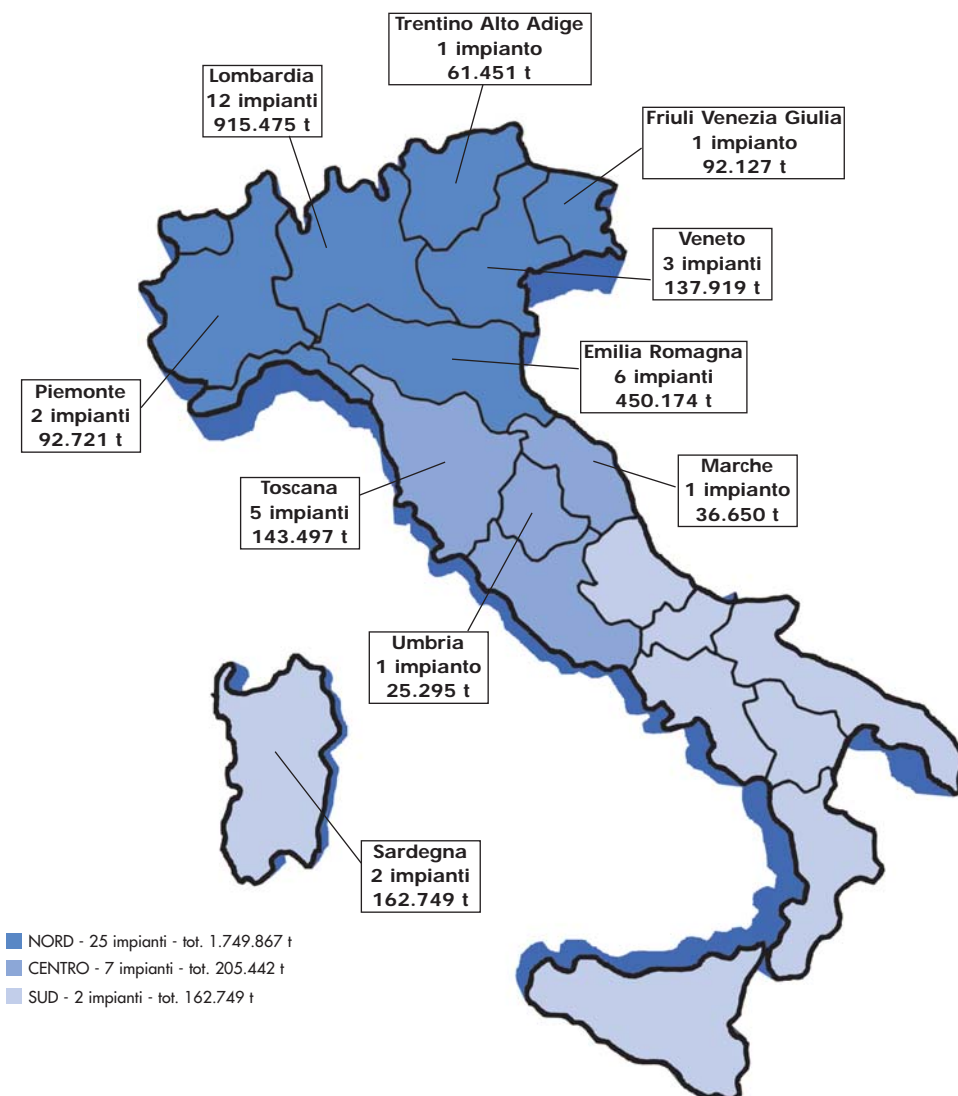 Trentino Alto Adige
1 impianto
61.451 t
Lombardia
12 impianti
915.475 t
Friuli Venezia Giulia
1 impianto
92.127 t
Veneto
3 impianti
137.919 t
Emilia Romagna
6 impianti
450.174 t
Piemonte
2 impianti
92.721 t
Marche
1 impianto
36.650 t
Toscana
5 impianti
143.497 t
Umbria
1 impianto
25.295 t
Sardegna
2 impianti
162.749 t
NORD - 25 impianti - tot. 1.749.867 t
CENTRO - 7 impianti - tot. 205.442 t
SUD - 2 impianti - tot. 162.749 t